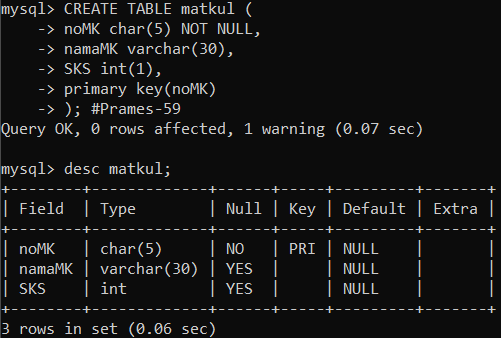 mysql> CREATE TABLE matkul (
    -> noMK char(5) NOT NULL,
    -> namaMK varchar(30),
    -> SKS int(1),
    -> primary key(noMK)
    -> ); #Prames-59
Query OK, 0 rows affected, 1 warning (0.07 sec)

mysql> desc matkul;
+--------+-------------+------+-----+---------+-------+
| Field  | Type        | Null | Key | Default | Extra |
+--------+-------------+------+-----+---------+-------+
| noMK   | char(5)     | NO   | PRI | NULL    |       |
| namaMK | varchar(30) | YES  |     | NULL    |       |
| SKS    | int         | YES  |     | NULL    |       |
+--------+-------------+------+-----+---------+-------+
3 rows in set (0.06 sec)